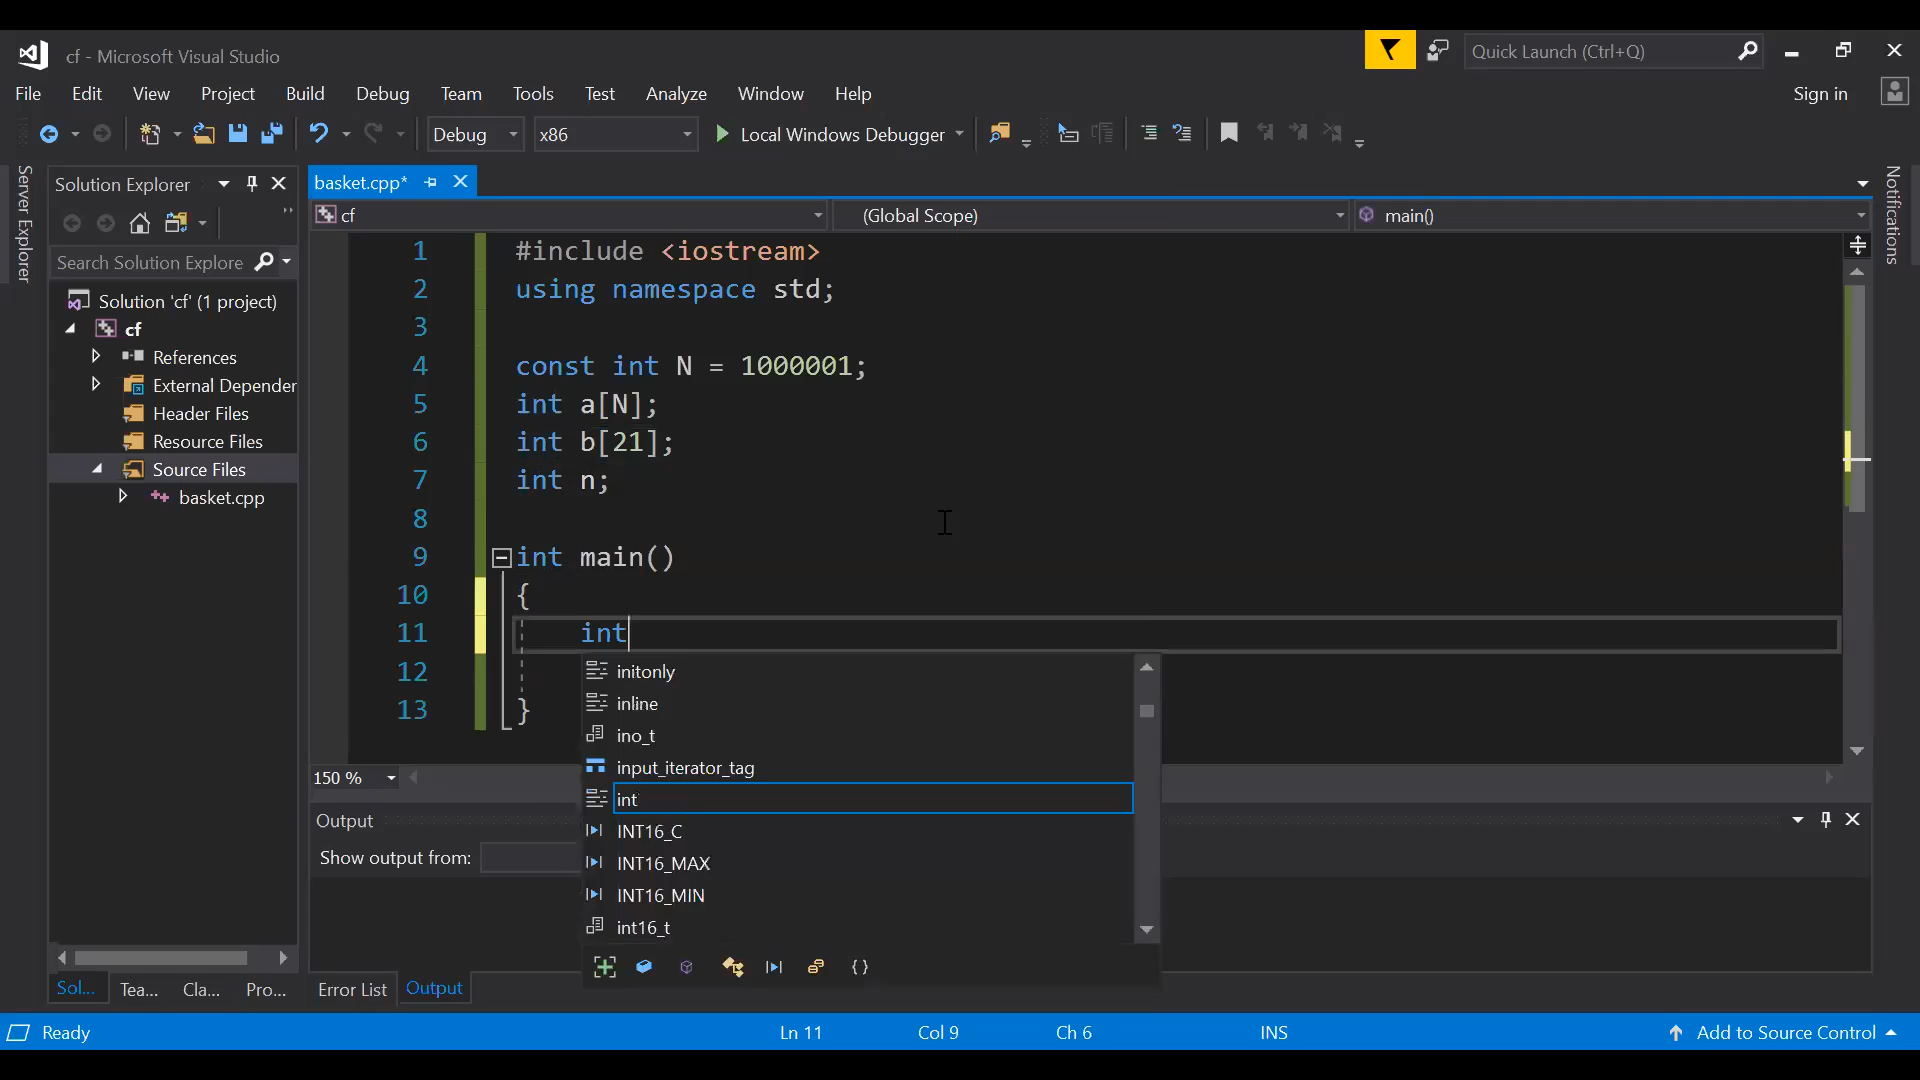 cf - Microsoft Visual Studio
Quick Launch (Ctrl+Q)
File Edit View Project Build Debug Team Tools Test Analyze Window Help
Sign in
Debug x86 Local Windows Debugger
Server Explorer
Solution Explorer
Search Solution Explore
Solution 'cf' (1 project)
cf
References
External Depender
Header Files
Resource Files
Source Files
basket.cpp
Sol... Tea... Cla... Pro...
basket.cpp*
cf (Global Scope) main()
1 #include <iostream>
2 using namespace std;
3
4 const int N = 1000001;
5 int a[N];
6 int b[21];
7 int n;
8
9 int main()
10 {
11 int
12
13 }
initonly
inline
ino_t
input_iterator_tag
int
INT16_C
INT16_MAX
INT16_MIN
int16_t
{ }
150 %
Output
Show output from:
Error List Output
Notifications
Ready Ln 11 Col 9 Ch 6 INS Add to Source Control